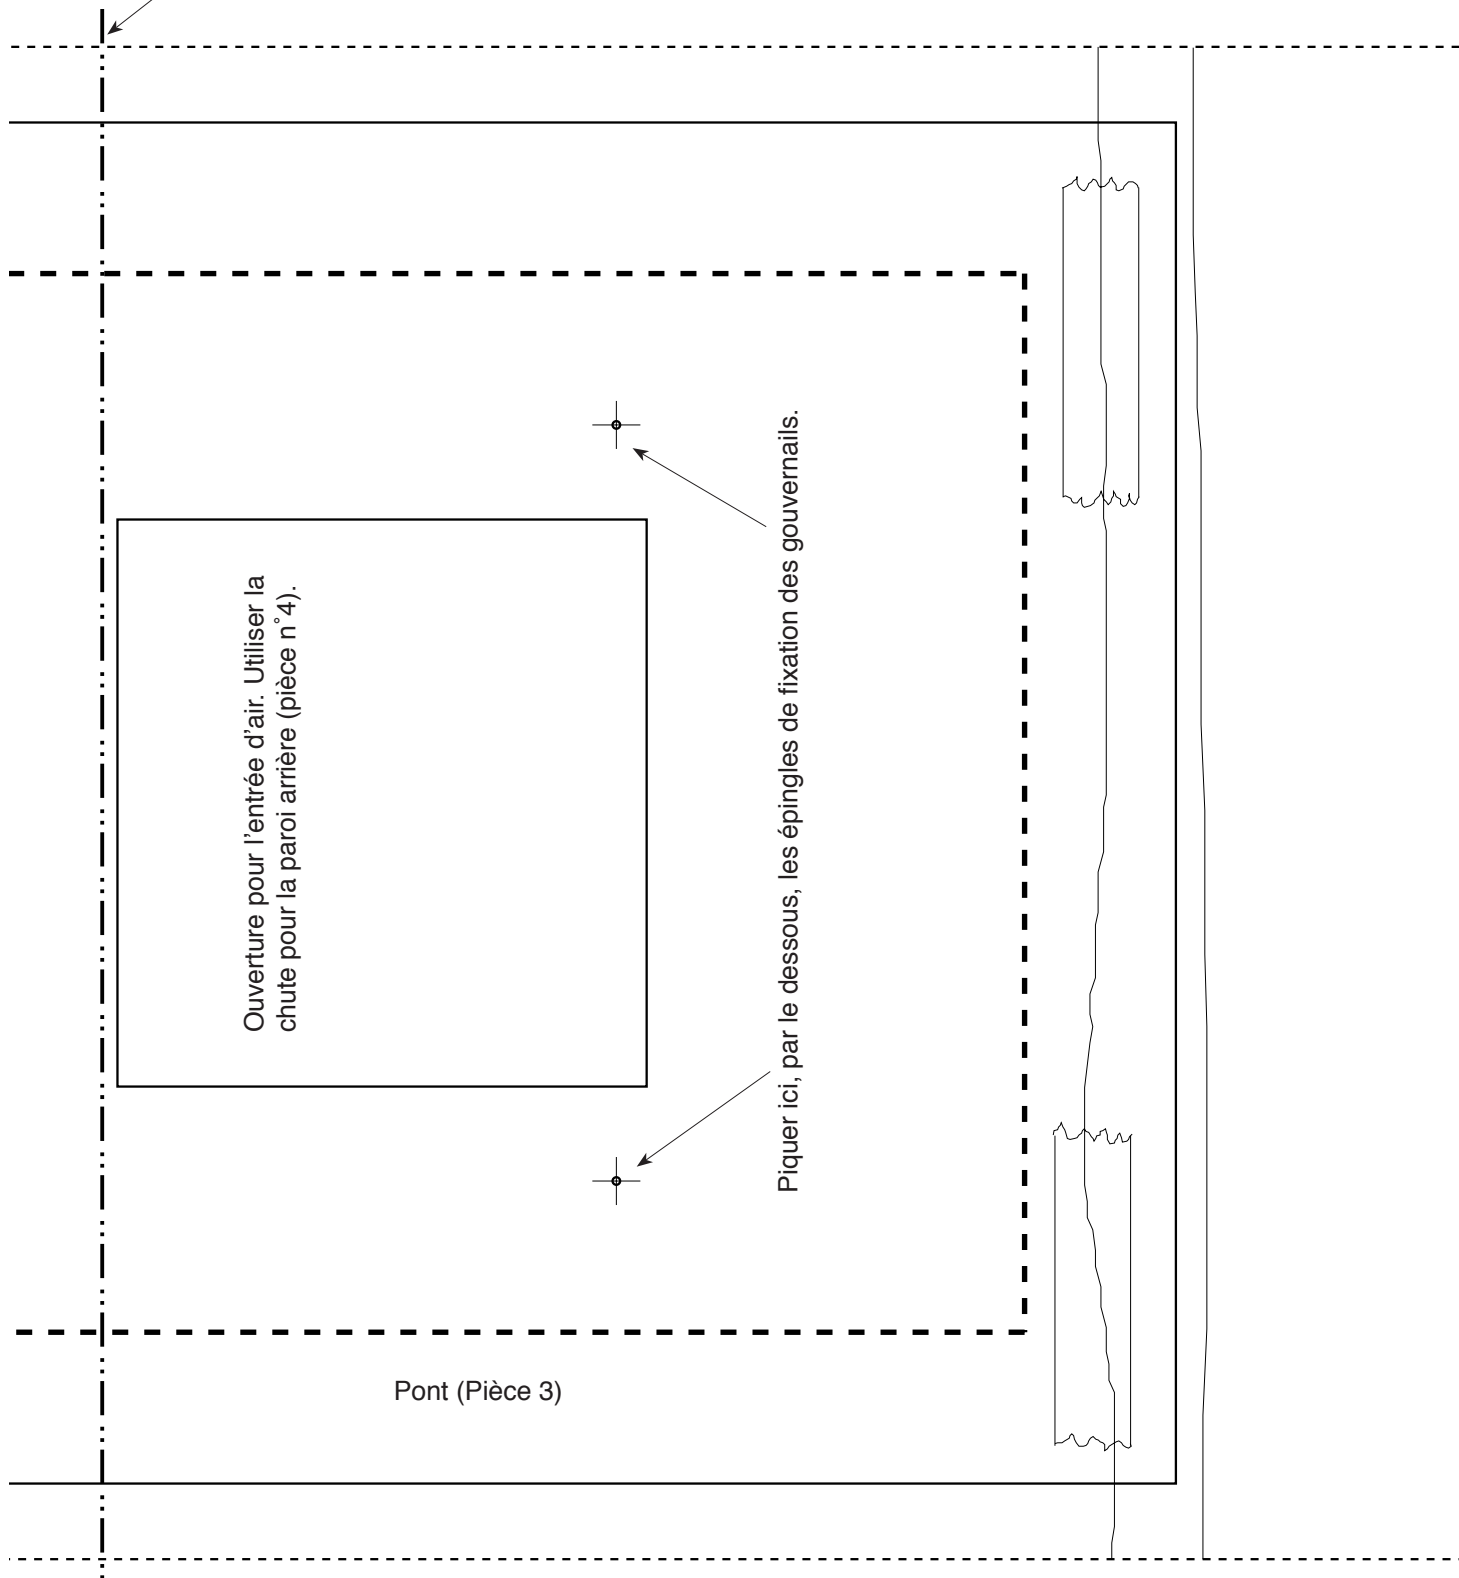 Ouverture pour l'entrée d'air. Utiliser la
chute pour la paroi arrière (pièce n˚4).
Piquer ici, par le dessous, les épingles de fixation des gouvernails.
Pont (Pièce 3)